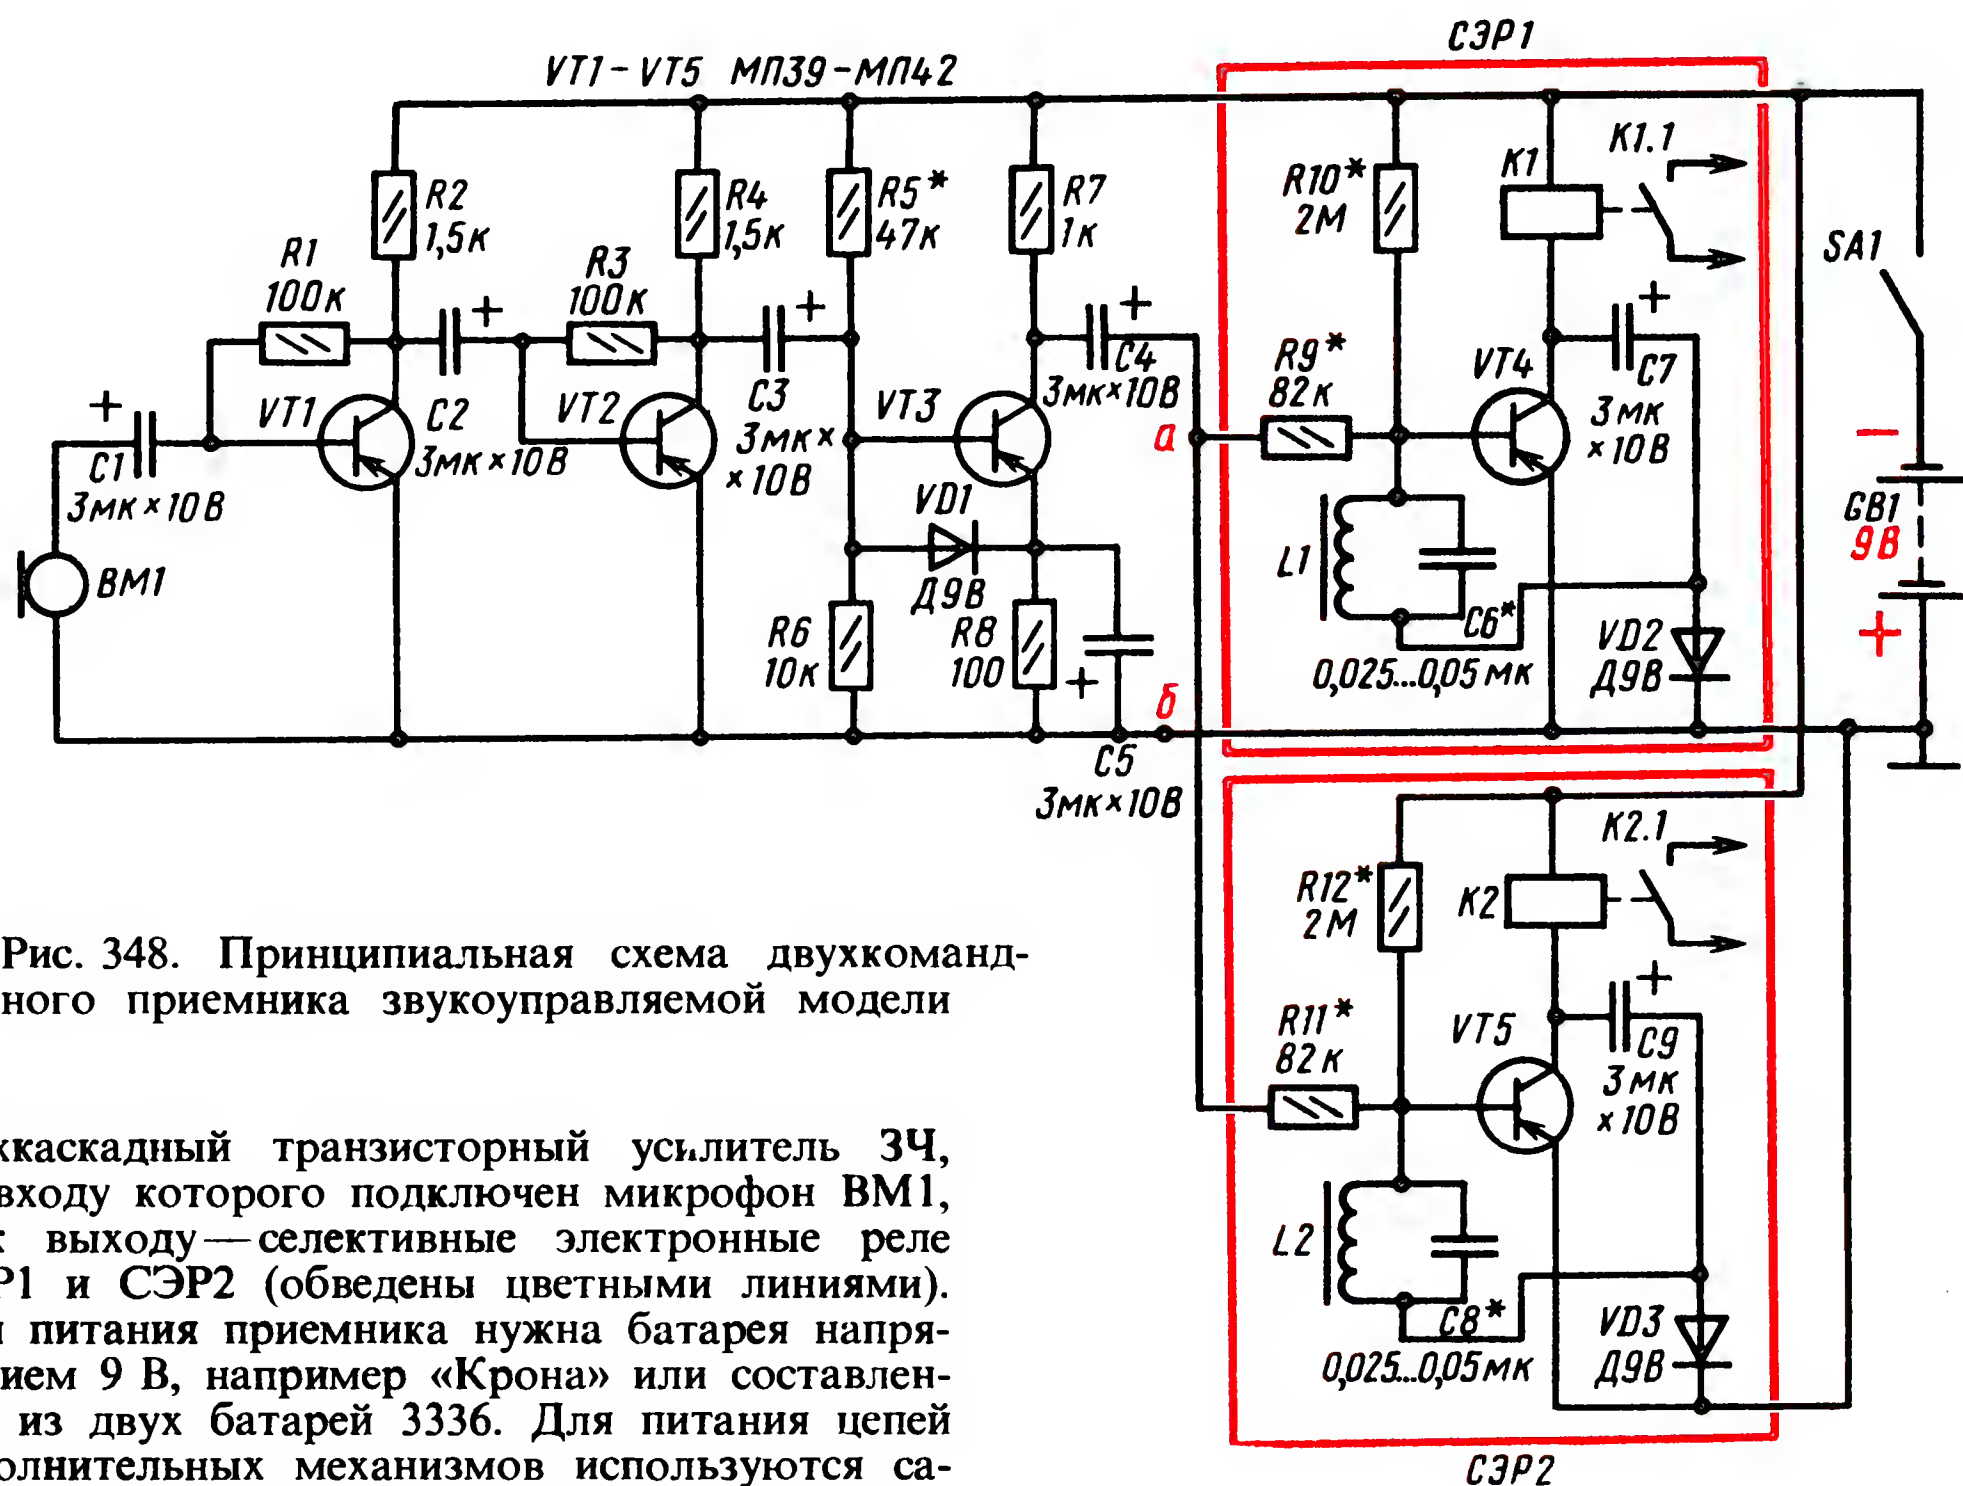 СЭР1
VT1-VT5 МП39-МП42
R1
100к
R2
1,5к
R3
100к
R4
1,5к
R5*
47к
R7
1к
R10*
2М
К1
К1.1
SA1
+
C1
3мк×10В
VT1
+
C2
3мк×10В
VT2
+
C3
3мк×
×10В
VT3
+
C4
3мк×10В
а
R9*
82к
VT4
+
C7
3мк
×10В
−
GB1
9В
+
BM1
VD1
Д9В
R6
10к
R8
100
+
C5
3мк×10В
б
L1
C6*
0,025...0,05мк
VD2
Д9В
R12*
2М
К2
К2.1
R11*
82к
VT5
+
C9
3мк
×10В
L2
C8*
0,025...0,05мк
VD3
Д9В
СЭР2
Рис. 348. Принципиальная схема двухкоманд-
ного приемника звукоуправляемой модели
хкаскадный транзисторный усилитель ЗЧ,
входу которого подключен микрофон ВМ1,
к выходу—селективные электронные реле
Р1 и СЭР2 (обведены цветными линиями).
я питания приемника нужна батарея напря-
ием 9 В, например «Крона» или составлен-
из двух батарей 3336. Для питания цепей
олнительных механизмов используются са-